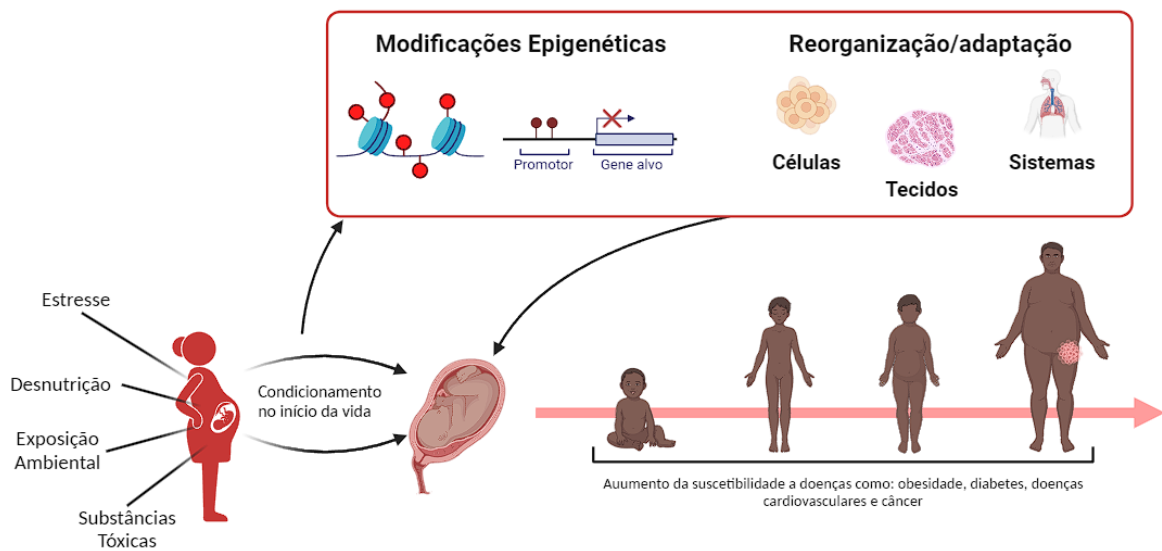 Modificações Epigenéticas
Reorganização/adaptação
Promotor
Gene alvo
Células
Tecidos
Sistemas
Estresse
Desnutrição
Exposição
Ambiental
Substâncias
Tóxicas
Condicionamento
no início da vida
Auumento da suscetibilidade a doenças como: obesidade, diabetes, doenças
cardiovasculares e câncer